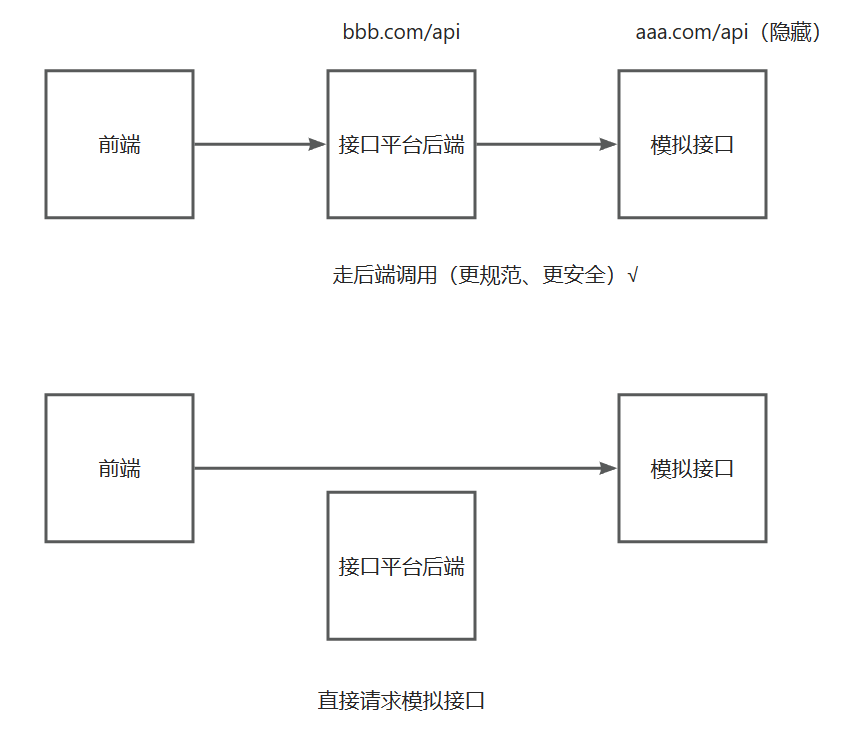 bbb.com/api
aaa.com/api（隐藏）
前端
接口平台后端
模拟接口
走后端调用（更规范、更安全）√
前端
模拟接口
接口平台后端
直接请求模拟接口